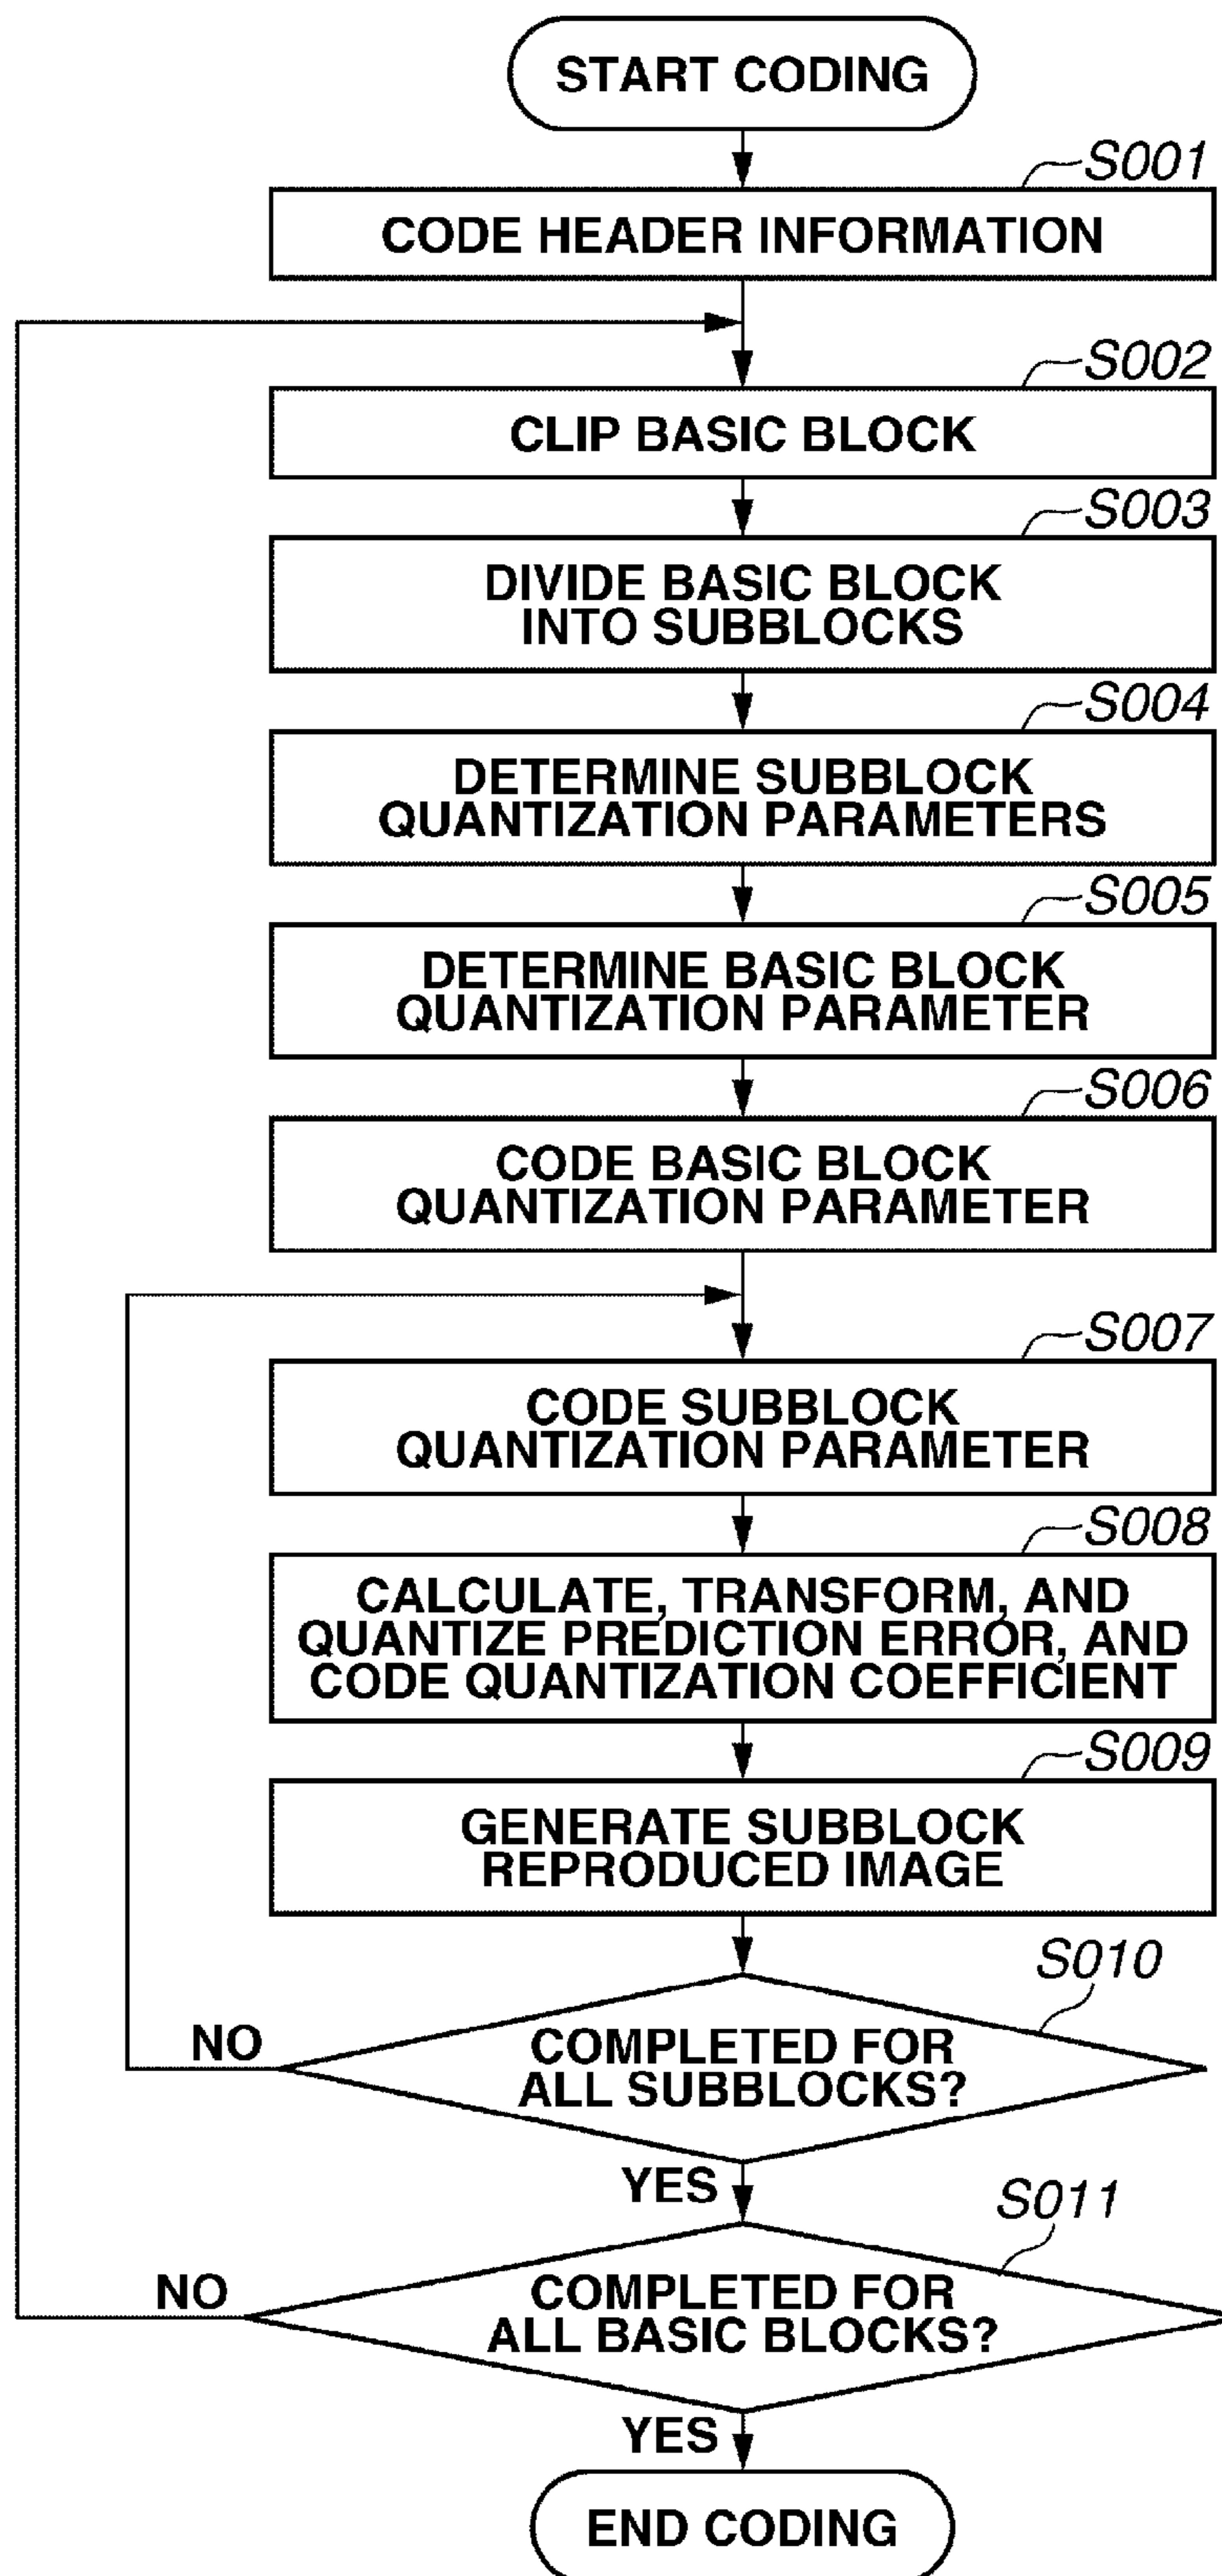 START CODING
S001
CODE HEADER INFORMATION
S002
CLIP BASIC BLOCK
S003
DIVIDE BASIC BLOCK
INTO SUBBLOCKS
S004
DETERMINE SUBBLOCK
QUANTIZATION PARAMETERS
S005
DETERMINE BASIC BLOCK
QUANTIZATION PARAMETER
S006
CODE BASIC BLOCK
QUANTIZATION PARAMETER
S007
CODE SUBBLOCK
QUANTIZATION PARAMETER
S008
CALCULATE, TRANSFORM, AND
QUANTIZE PREDICTION ERROR, AND
CODE QUANTIZATION COEFFICIENT
S009
GENERATE SUBBLOCK
REPRODUCED IMAGE
S010
NO
COMPLETED FOR
ALL SUBBLOCKS?
YES
S011
NO
COMPLETED FOR
ALL BASIC BLOCKS?
YES
END CODING